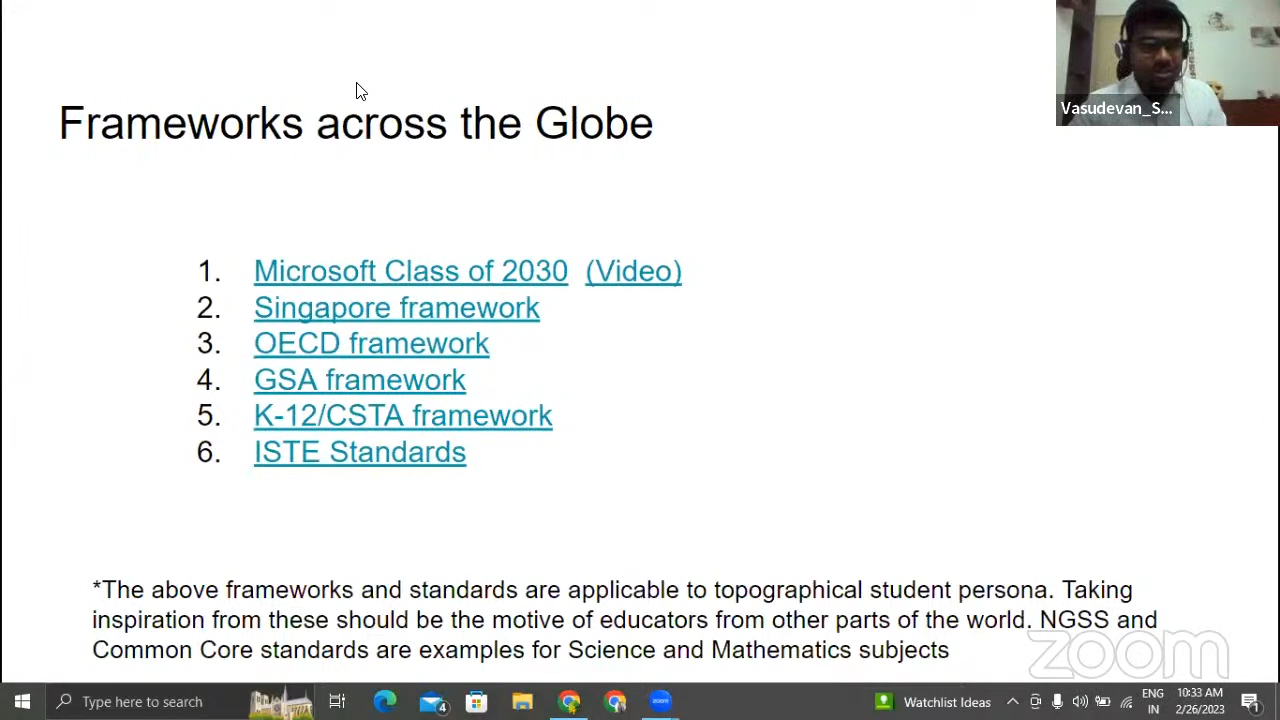 Frameworks across the Globe
Vasudevan_S...
1. Microsoft Class of 2030 (Video)
2. Singapore framework
3. OECD framework
4. GSA framework
5. K-12/CSTA framework
6. ISTE Standards
*The above frameworks and standards are applicable to topographical student persona. Taking
inspiration from these should be the motive of educators from other parts of the world. NGSS and
Common Core standards are examples for Science and Mathematics subjects
zoom
Type here to search
4
zoom
Watchlist Ideas
ENG
IN
10:33 AM
2/26/2023
1